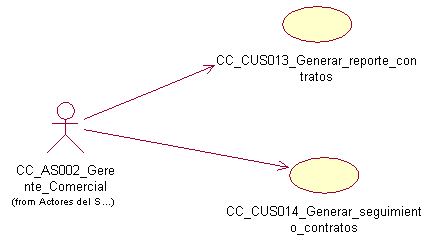 CC_CUS013_Generar_reporte_con
tratos
CC_AS002_Gere
nte_Comercial
(from Actores del S...)
CC_CUS014_Generar_seguimient
o_contratos